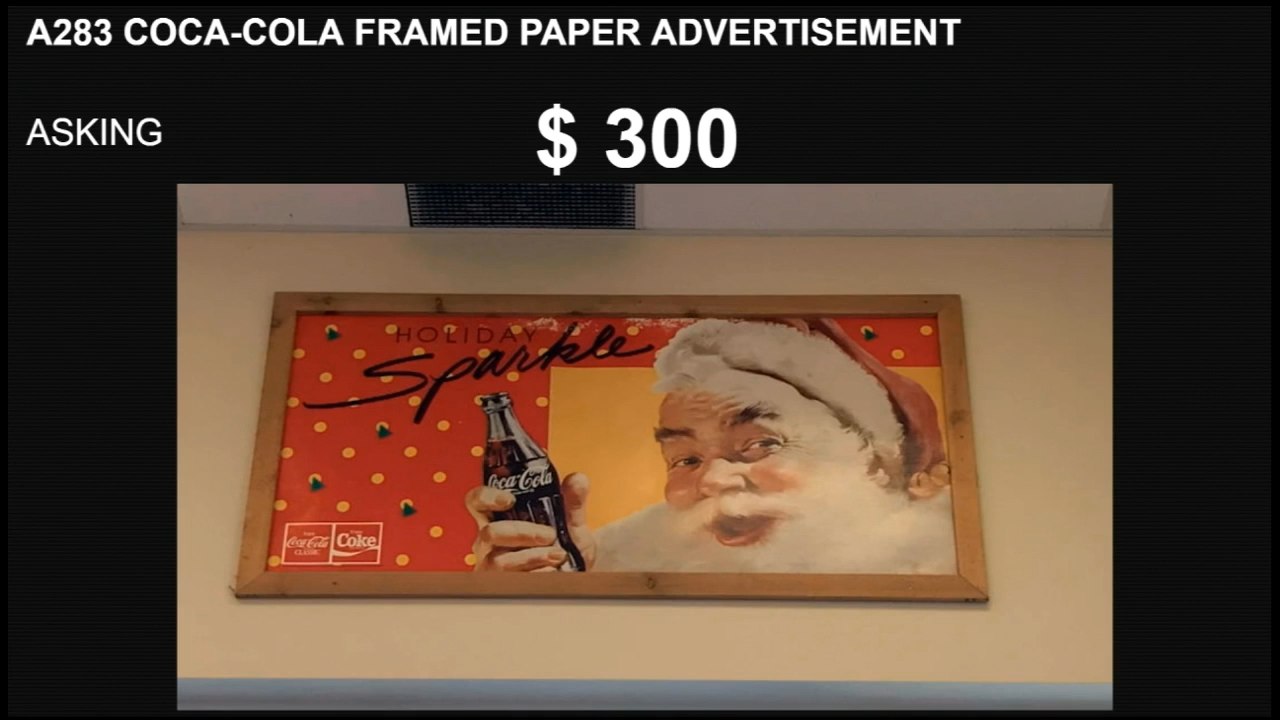 A283 COCA-COLA FRAMED PAPER ADVERTISEMENT
ASKING
$ 300
HOLIDAY
Sparkle
Coca-Cola
Coca-Cola
CLASSIC
Coke